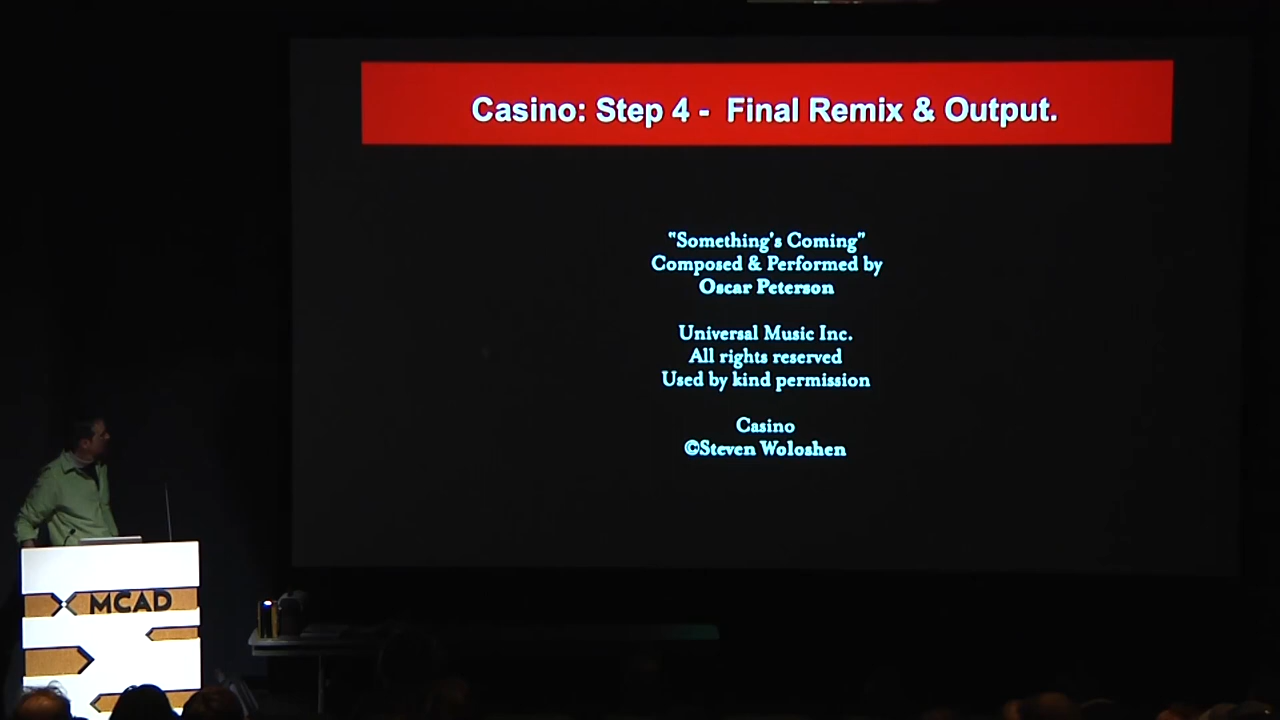 Casino: Step 4 - Final Remix & Output.
"Something's Coming"
Composed & Performed by
Oscar Peterson
Universal Music Inc.
All rights reserved
Used by kind permission
Casino
©Steven Woloshen
MCAD